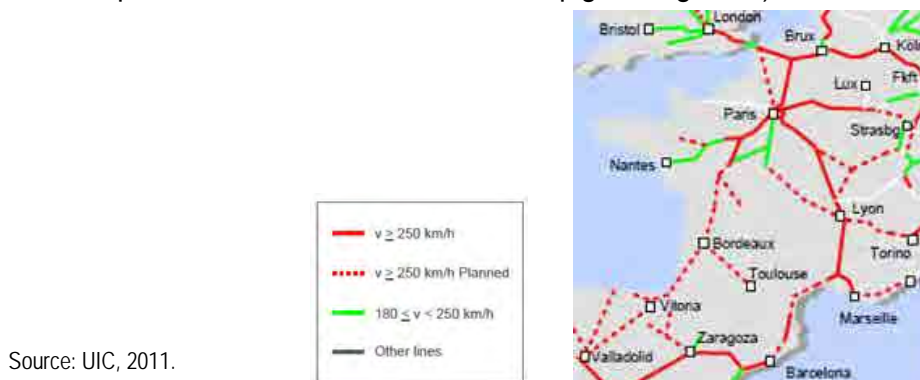 London
Bristol
Brux
Köln
Lux
Fkft
Paris
Strasbg
Nantes
Lyon
v ≥ 250 km/h
Bordeaux
Torino
v ≥ 250 km/h Planned
Toulouse
180 ≤ v < 250 km/h
Vitoria
Marseille
Other lines
Zaragoza
Source: UIC, 2011.
Valladolid
Barcelona